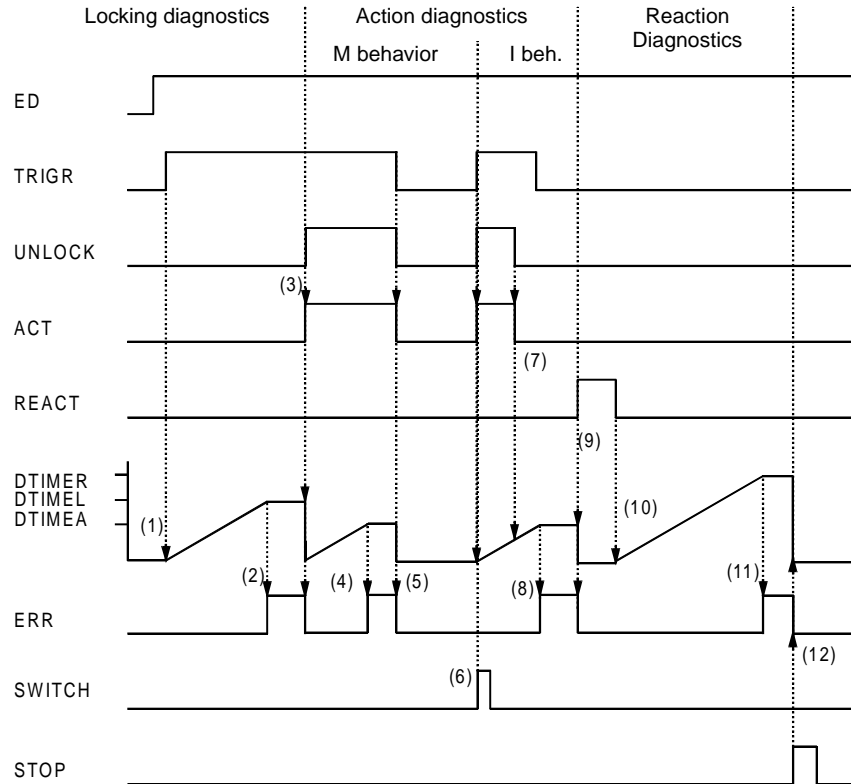 Locking diagnostics
Action diagnostics
Reaction
Diagnostics
M behavior
I beh.
ED
TRIGR
UNLOCK
(3)
ACT
(7)
REACT
(9)
DTIMER
DTIMEL
DTIMEA
(1)
(10)
(2)
(4)
(5)
(8)
(11)
ERR
(12)
(6)
SWITCH
STOP